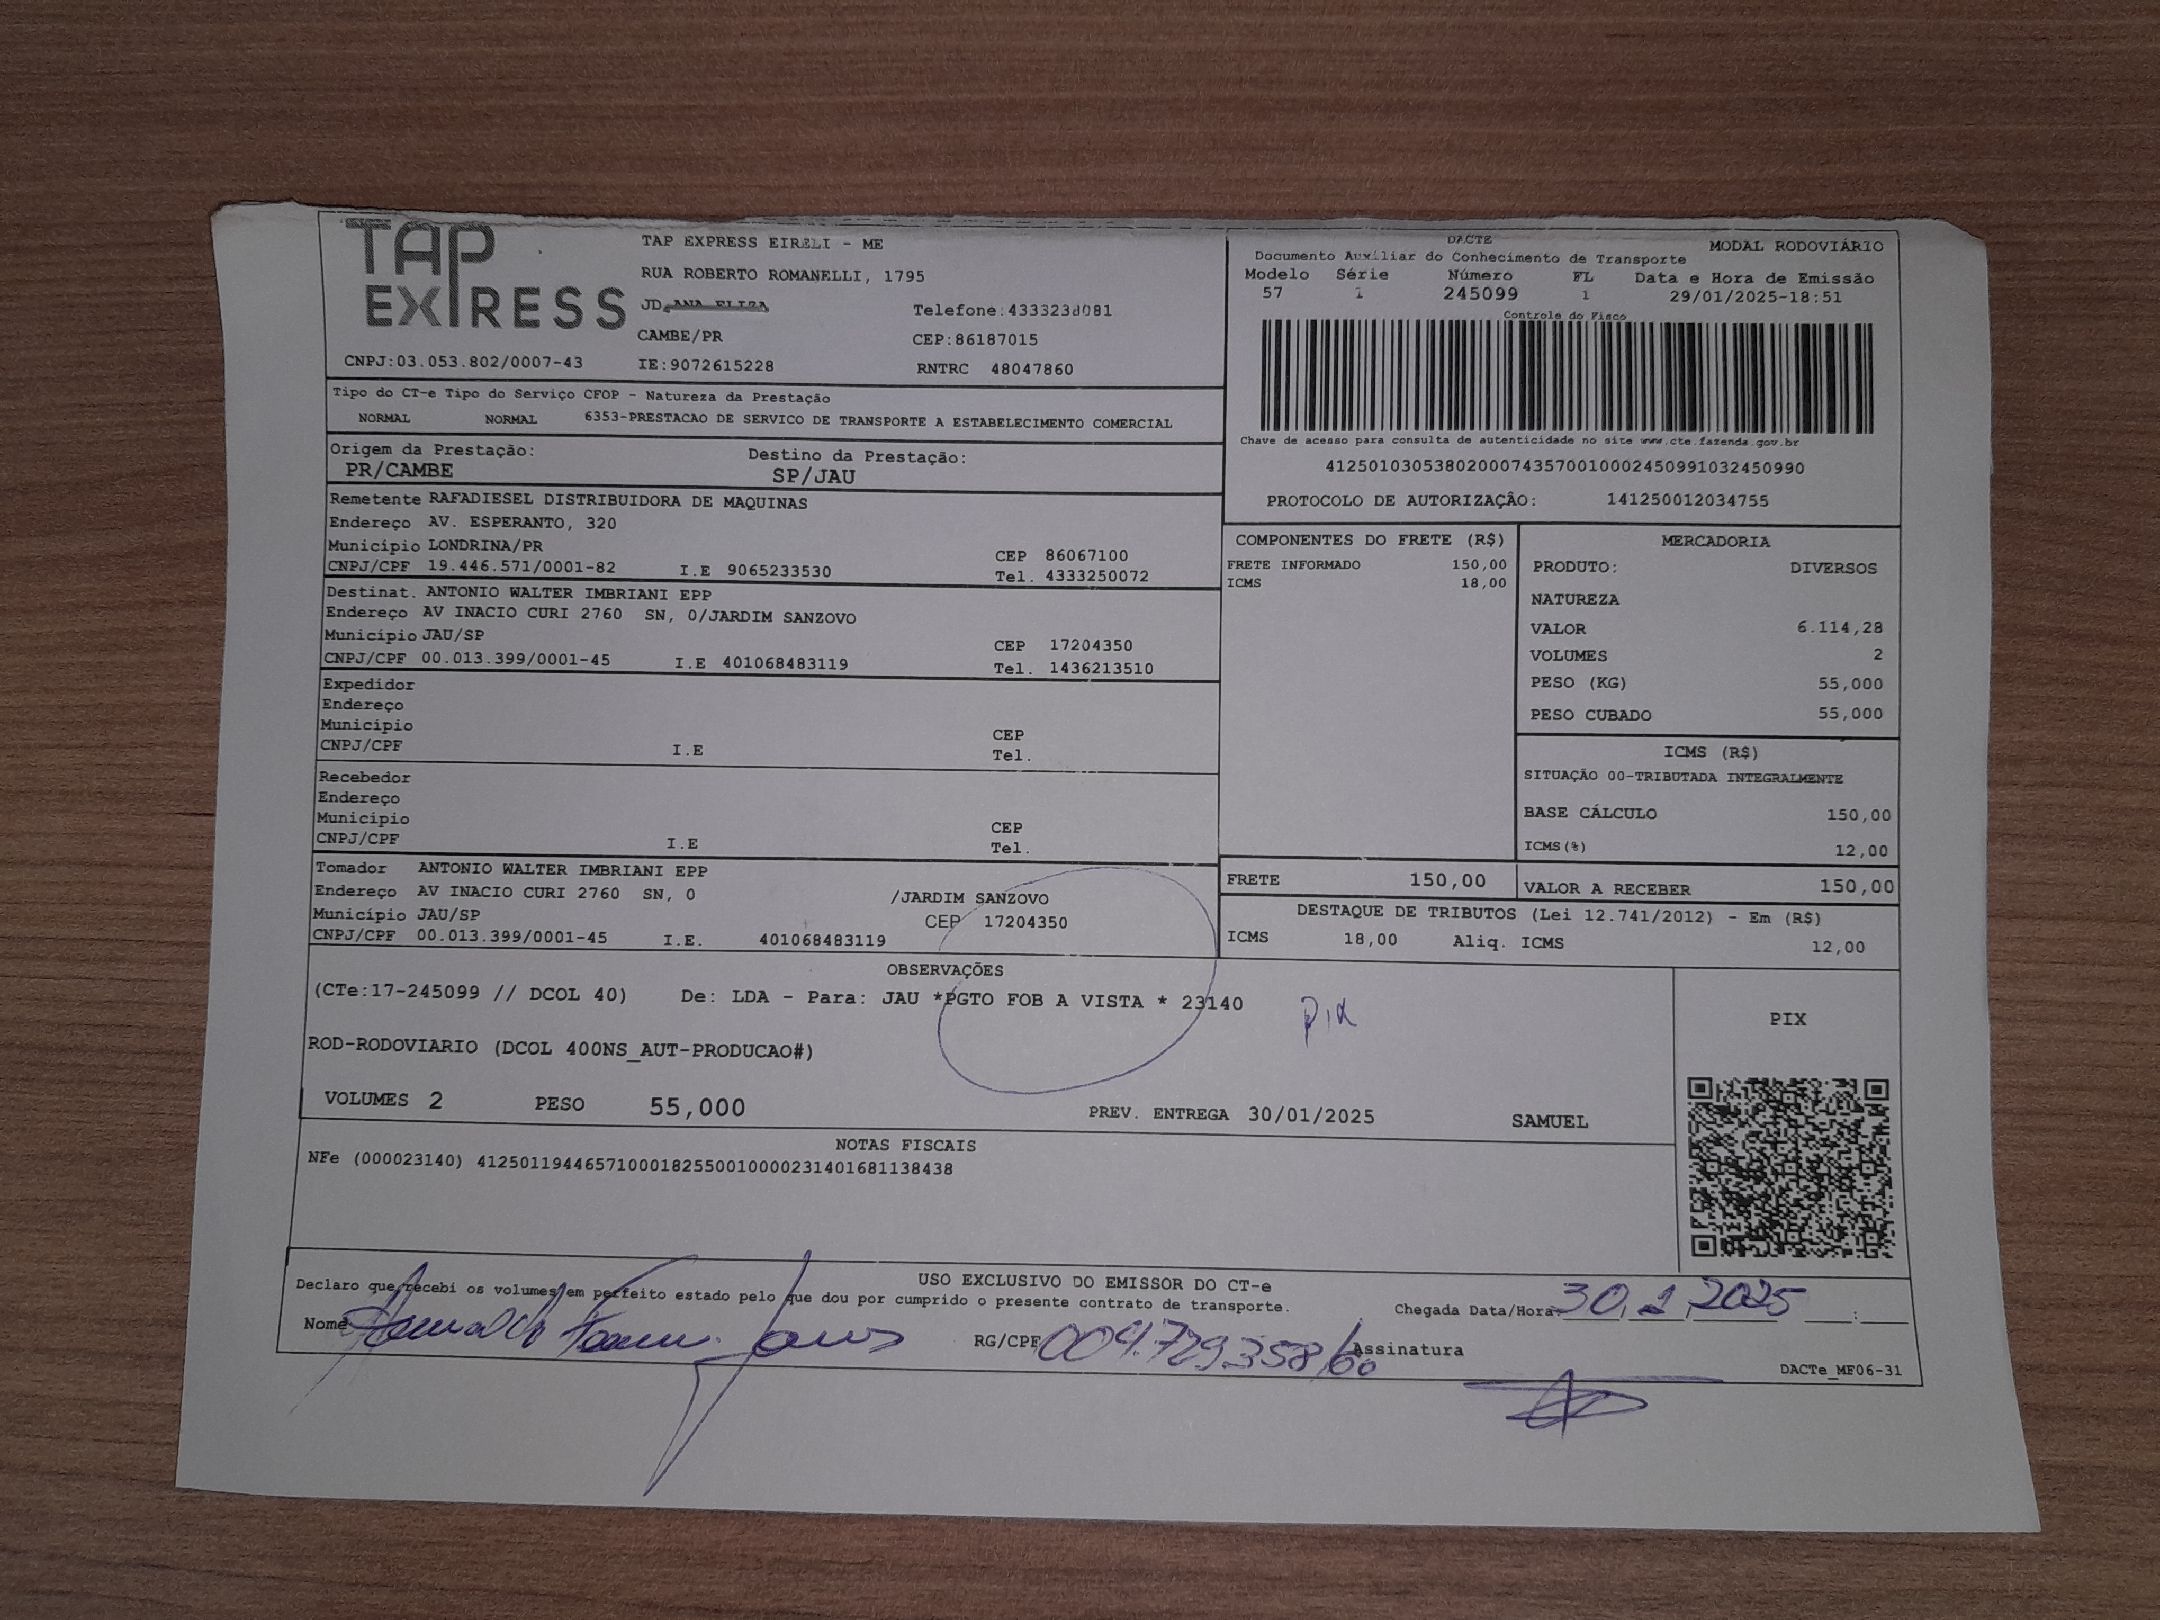 TAP EXPRESS
TAP EXPRESS EIRELI - ME
RUA ROBERTO ROMANELLI, 1795
JD. ANA ELIZA Telefone:4333230081
CAMBE/PR CEP:86187015
CNPJ:03.053.802/0007-43 IE:9072615228 RNTRC 48047860
DACTE MODAL RODOVIÁRIO
Documento Auxiliar do Conhecimento de Transporte
Modelo Série Número FL Data e Hora de Emissão
57 1 245099 1 29/01/2025-18:51
Controle do Fisco
Chave de acesso para consulta de autenticidade no site www.cte.fazenda.gov.br
41250103053802000743570010002450991032450990
PROTOCOLO DE AUTORIZAÇÃO: 141250012034755
Tipo do CT-e Tipo do Serviço CFOP - Natureza da Prestação
NORMAL NORMAL 6353-PRESTACAO DE SERVICO DE TRANSPORTE A ESTABELECIMENTO COMERCIAL
Origem da Prestação: Destino da Prestação:
PR/CAMBE SP/JAU
Remetente RAFADIESEL DISTRIBUIDORA DE MAQUINAS
Endereço AV. ESPERANTO, 320
Município LONDRINA/PR CEP 86067100
CNPJ/CPF 19.446.571/0001-82 I.E 9065233530 Tel. 4333250072
Destinat. ANTONIO WALTER IMBRIANI EPP
Endereço AV INACIO CURI 2760 SN, 0/JARDIM SANZOVO
Município JAU/SP CEP 17204350
CNPJ/CPF 00.013.399/0001-45 I.E 401068483119 Tel. 1436213510
Expedidor
Endereço
Município CEP
CNPJ/CPF I.E Tel.
Recebedor
Endereço
Município CEP
CNPJ/CPF I.E Tel.
Tomador ANTONIO WALTER IMBRIANI EPP
Endereço AV INACIO CURI 2760 SN, 0 /JARDIM SANZOVO
Município JAU/SP CEP 17204350
CNPJ/CPF 00.013.399/0001-45 I.E. 401068483119
COMPONENTES DO FRETE (R$)
FRETE INFORMADO 150,00
ICMS 18,00
MERCADORIA
PRODUTO: DIVERSOS
NATUREZA
VALOR 6.114,28
VOLUMES 2
PESO (KG) 55,000
PESO CUBADO 55,000
ICMS (R$)
SITUAÇÃO 00-TRIBUTADA INTEGRALMENTE
BASE CÁLCULO 150,00
ICMS(%) 12,00
FRETE 150,00 VALOR A RECEBER 150,00
DESTAQUE DE TRIBUTOS (Lei 12.741/2012) - Em (R$)
ICMS 18,00 Aliq. ICMS 12,00
OBSERVAÇÕES
(CTe:17-245099 // DCOL 40) De: LDA - Para: JAU *PGTO FOB A VISTA * 23140
Pix
ROD-RODOVIARIO (DCOL 400NS_AUT-PRODUCAO#)
VOLUMES 2 PESO 55,000 PREV. ENTREGA 30/01/2025 SAMUEL
PIX
NOTAS FISCAIS
NFe (000023140) 41250119446571000182550010000231401681138438
USO EXCLUSIVO DO EMISSOR DO CT-e
Declaro que recebi os volumes em perfeito estado pelo que dou por cumprido o presente contrato de transporte.
Chegada Data/Hora: 30 1 2025 :
Nome RG/CPF 004.729.358/60 Assinatura
DACTe_MF06-31